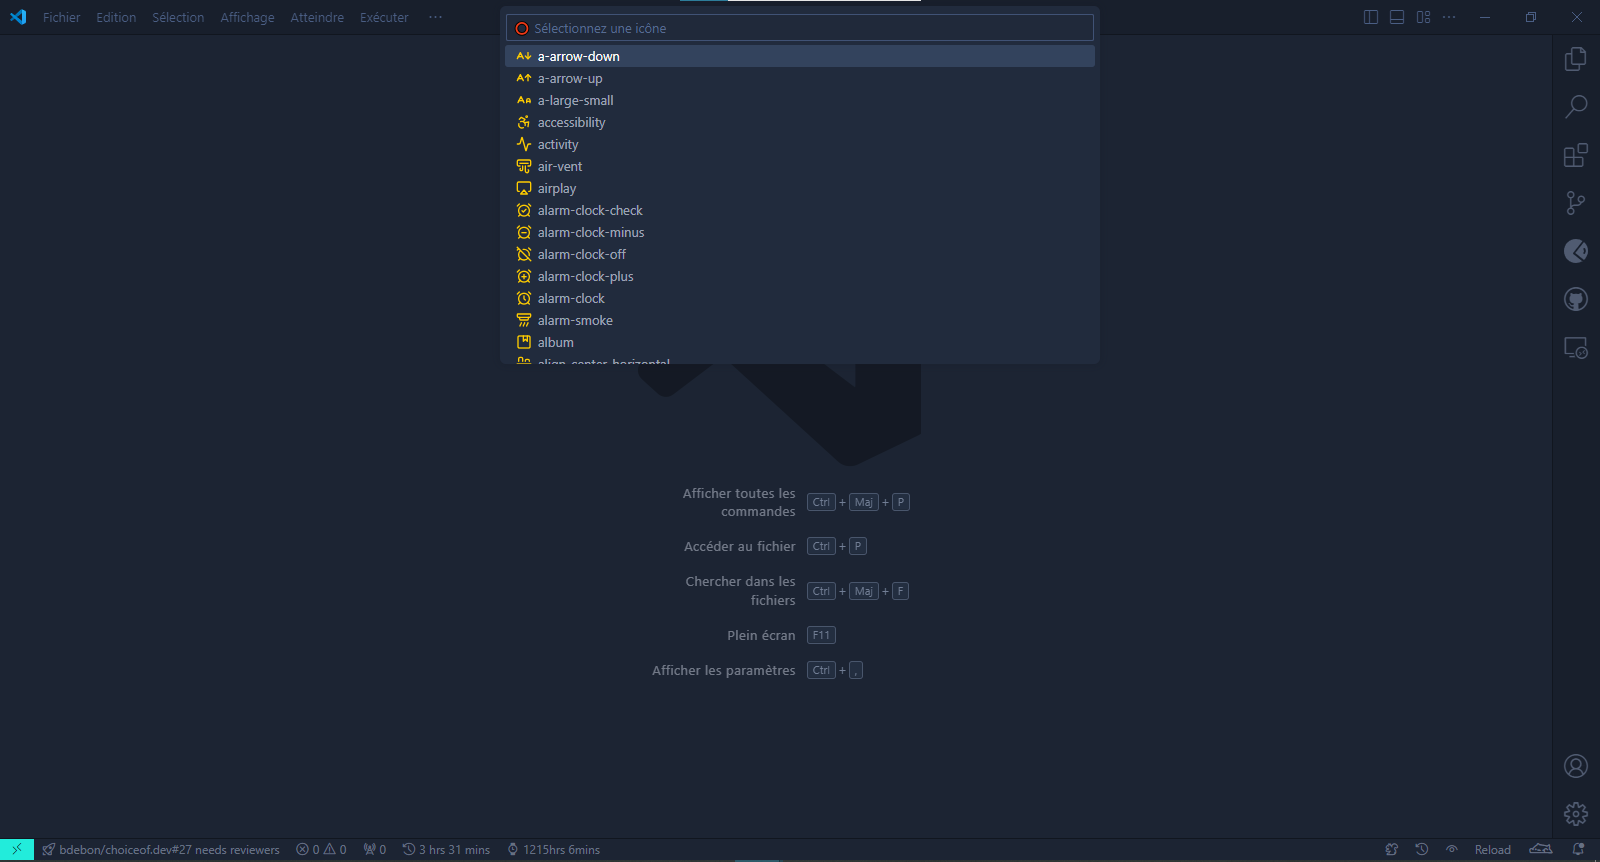 Fichier Edition Sélection Affichage Atteindre Exécuter ···
Sélectionnez une icône
a-arrow-down
a-arrow-up
a-large-small
accessibility
activity
air-vent
airplay
alarm-clock-check
alarm-clock-minus
alarm-clock-off
alarm-clock-plus
alarm-clock
alarm-smoke
album
align-center-horizontal
Afficher toutes les
commandes Ctrl + Maj + P
Accéder au fichier Ctrl + P
Chercher dans les
fichiers Ctrl + Maj + F
Plein écran F11
Afficher les paramètres Ctrl + ,
bdebon/choiceof.dev#27 needs reviewers 0 0 0 3 hrs 31 mins 1215hrs 6mins Reload